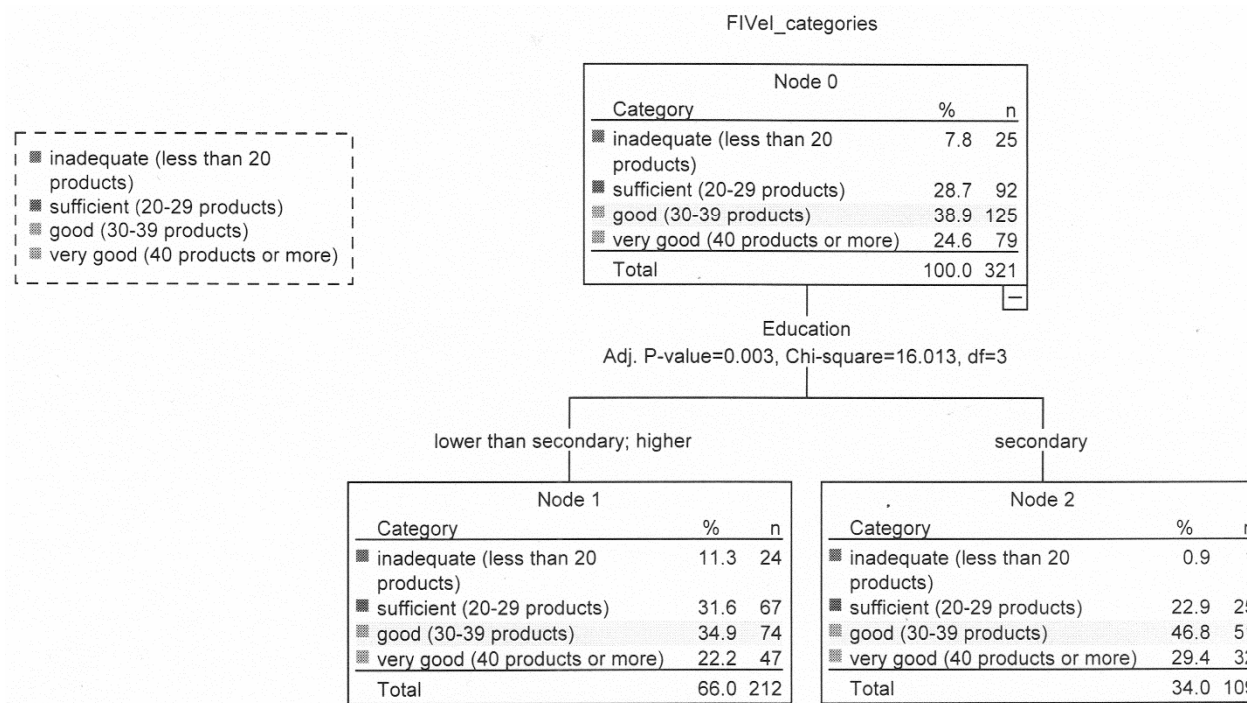 FIVeI_categories
inadequate (less than 20
products)
sufficient (20-29 products)
good (30-39 products)
very good (40 products or more)
Node 0
Category % n
inadequate (less than 20 7.8 25
products)
sufficient (20-29 products) 28.7 92
good (30-39 products) 38.9 125
very good (40 products or more) 24.6 79
Total 100.0 321
Education
Adj. P-value=0.003, Chi-square=16.013, df=3
lower than secondary; higher
secondary
Node 1
Category % n
inadequate (less than 20 11.3 24
products)
sufficient (20-29 products) 31.6 67
good (30-39 products) 34.9 74
very good (40 products or more) 22.2 47
Total 66.0 212
Node 2
Category %
inadequate (less than 20 0.9
products)
sufficient (20-29 products) 22.9
good (30-39 products) 46.8
very good (40 products or more) 29.4
Total 34.0